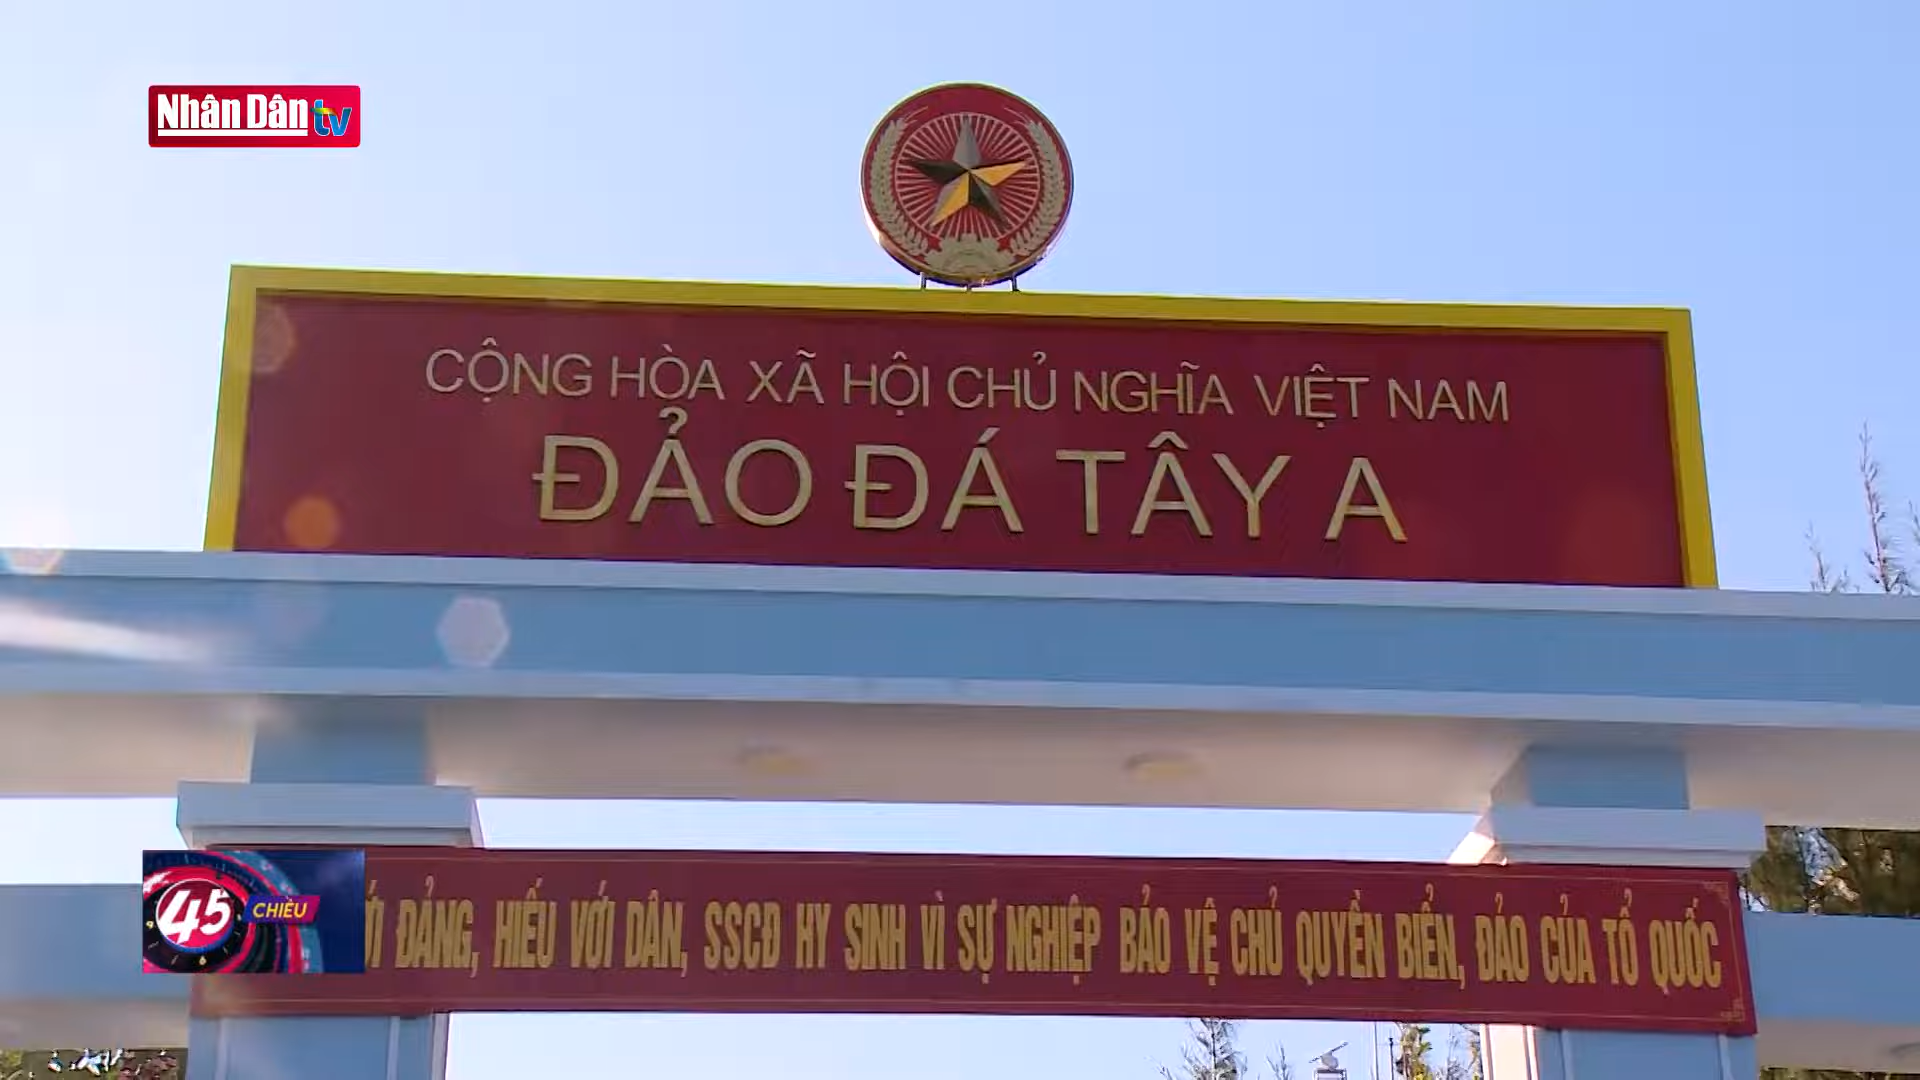 Nhân Dân tv
CỘNG HÒA XÃ HỘI CHỦ NGHĨA VIỆT NAM
ĐẢO ĐÁ TÂY A
45 CHIỀU
ĐẢNG, HIẾU VỚI DÂN, SSCĐ HY SINH VÌ SỰ NGHIỆP BẢO VỆ CHỦ QUYỀN BIỂN, ĐẢO CỦA TỔ QUỐC